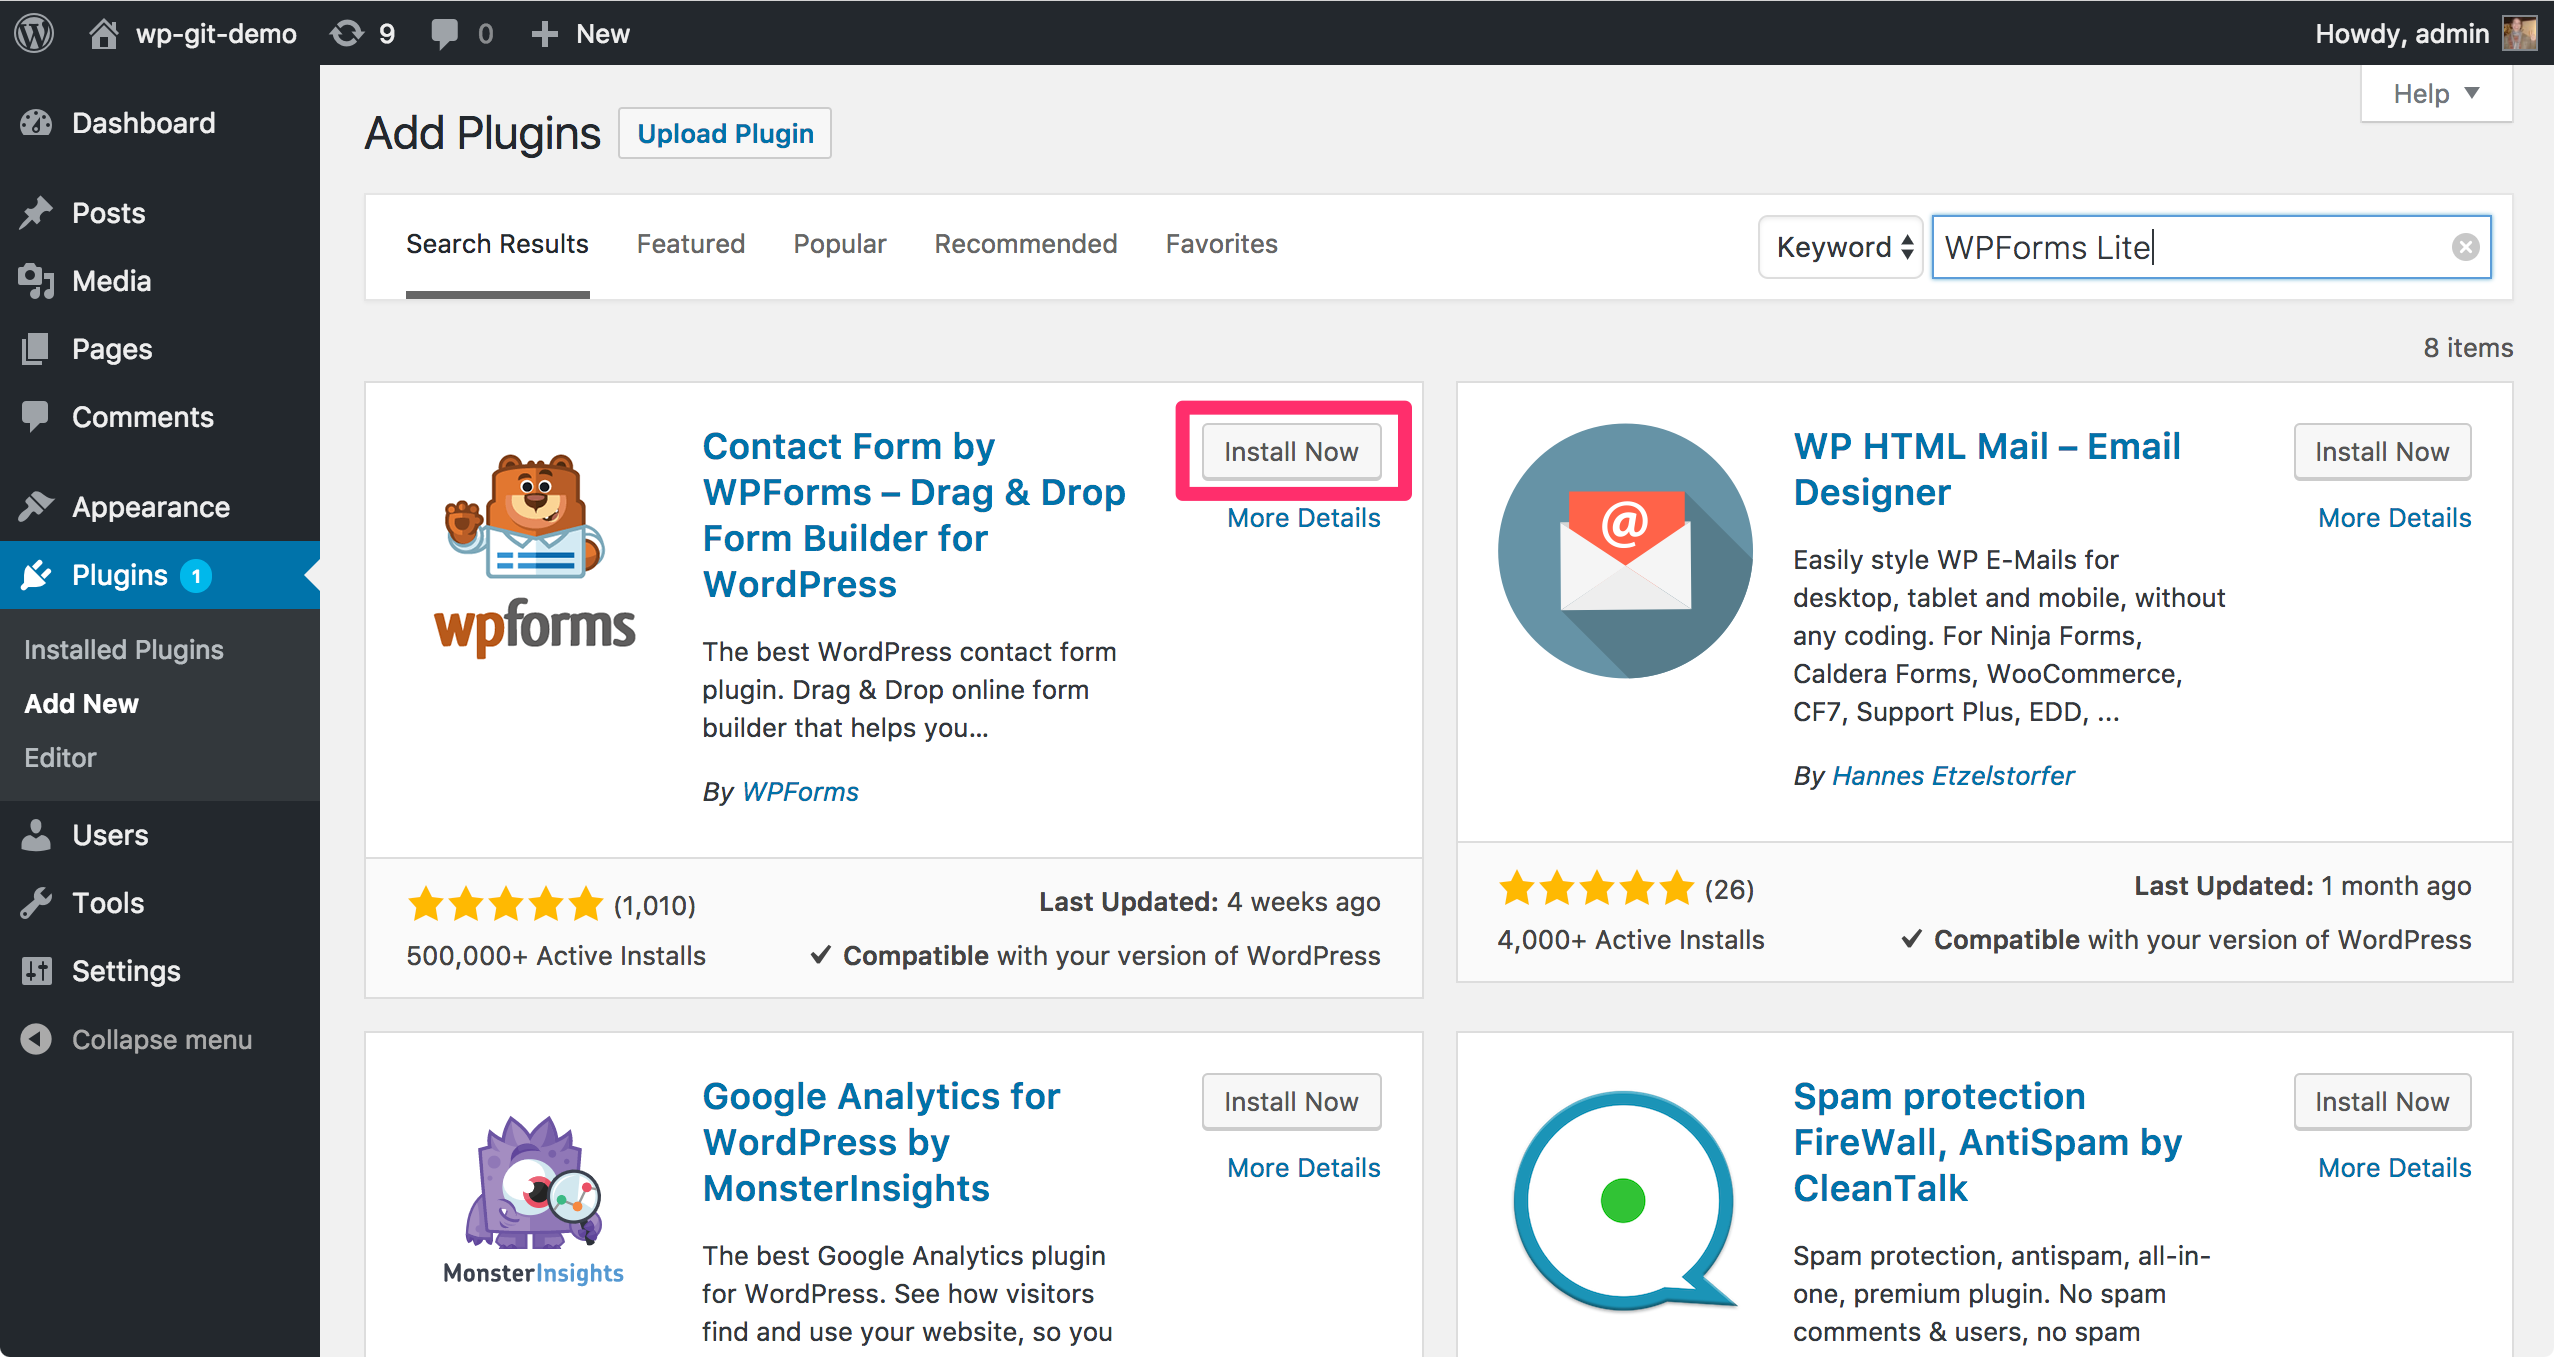 wp-git-demo 9 0 New Howdy, admin
Help
Dashboard
Posts
Media
Pages
Comments
Appearance
Plugins 1
Installed Plugins
Add New
Editor
Users
Tools
Settings
Collapse menu
Add Plugins Upload Plugin
Search Results Featured Popular Recommended Favorites Keyword WPForms Lite
8 items
wpforms
Contact Form by
WPForms – Drag & Drop
Form Builder for
WordPress
Install Now
More Details
The best WordPress contact form
plugin. Drag & Drop online form
builder that helps you...
By WPForms
(1,010)
Last Updated: 4 weeks ago
500,000+ Active Installs
✓ Compatible with your version of WordPress
@
WP HTML Mail – Email
Designer
Install Now
More Details
Easily style WP E-Mails for
desktop, tablet and mobile, without
any coding. For Ninja Forms,
Caldera Forms, WooCommerce,
CF7, Support Plus, EDD, ...
By Hannes Etzelstorfer
(26)
Last Updated: 1 month ago
4,000+ Active Installs
✓ Compatible with your version of WordPress
MonsterInsights
Google Analytics for
WordPress by
MonsterInsights
Install Now
More Details
The best Google Analytics plugin
for WordPress. See how visitors
find and use your website, so you
Spam protection
FireWall, AntiSpam by
CleanTalk
Install Now
More Details
Spam protection, antispam, all-in-
one, premium plugin. No spam
comments & users, no spam